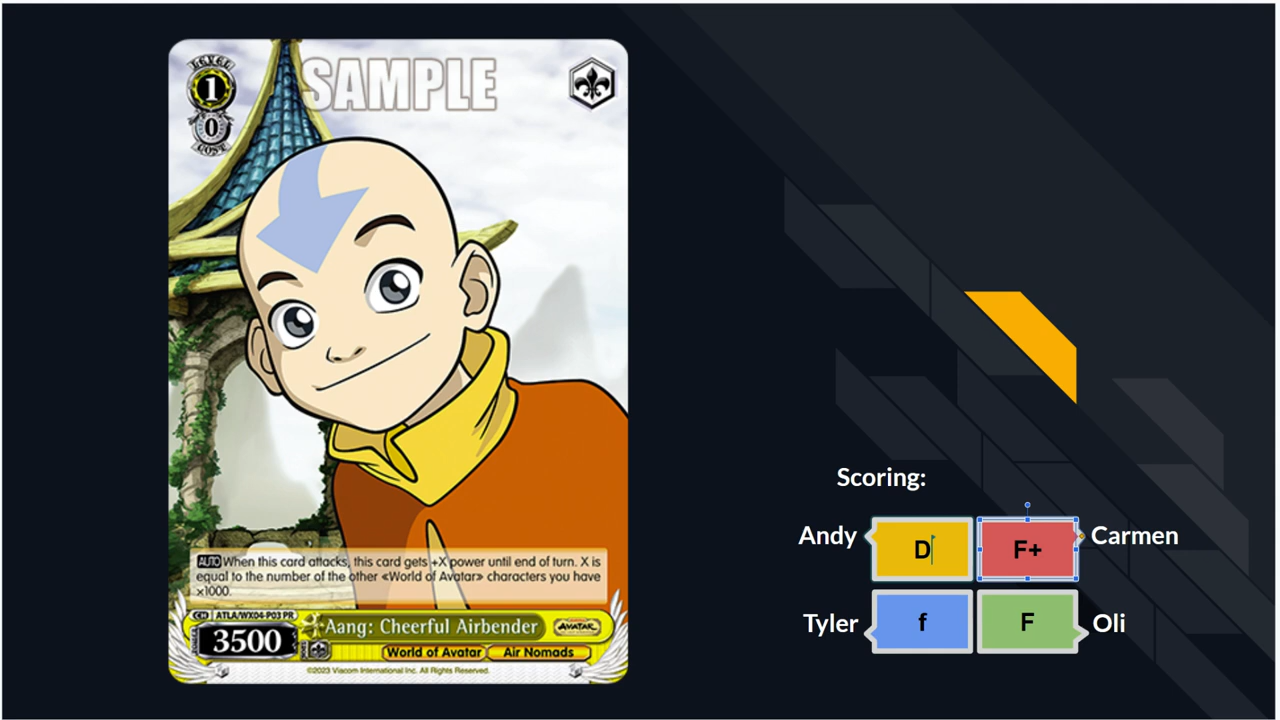 LEVEL
1
0
COST
SAMPLE
AUTO When this card attacks, this card gets +X power until end of turn. X is
equal to the number of the other «World of Avatar» characters you have
×1000.
CH ATLA/WX04-P03 PR
Aang: Cheerful Airbender
AVATAR
POWER
3500
World of Avatar
Air Nomads
©2023 Viacom International Inc. All Rights Reserved.
Scoring:
Andy
D
F+
Carmen
Tyler
f
F
Oli